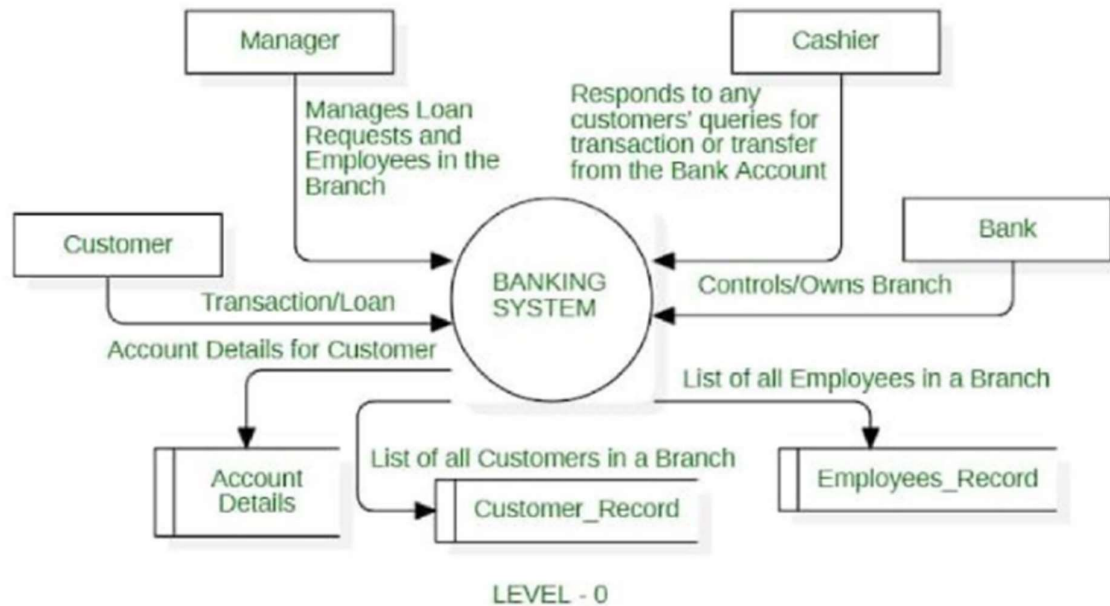 Manager
Cashier
Manages Loan
Requests and
Employees in the
Branch
Responds to any
customers' queries for
transaction or transfer
from the Bank Account
Customer
Bank
BANKING
SYSTEM
Transaction/Loan
Controls/Owns Branch
Account Details for Customer
List of all Employees in a Branch
List of all Customers in a Branch
Account
Details
Customer_Record
Employees_Record
LEVEL - 0